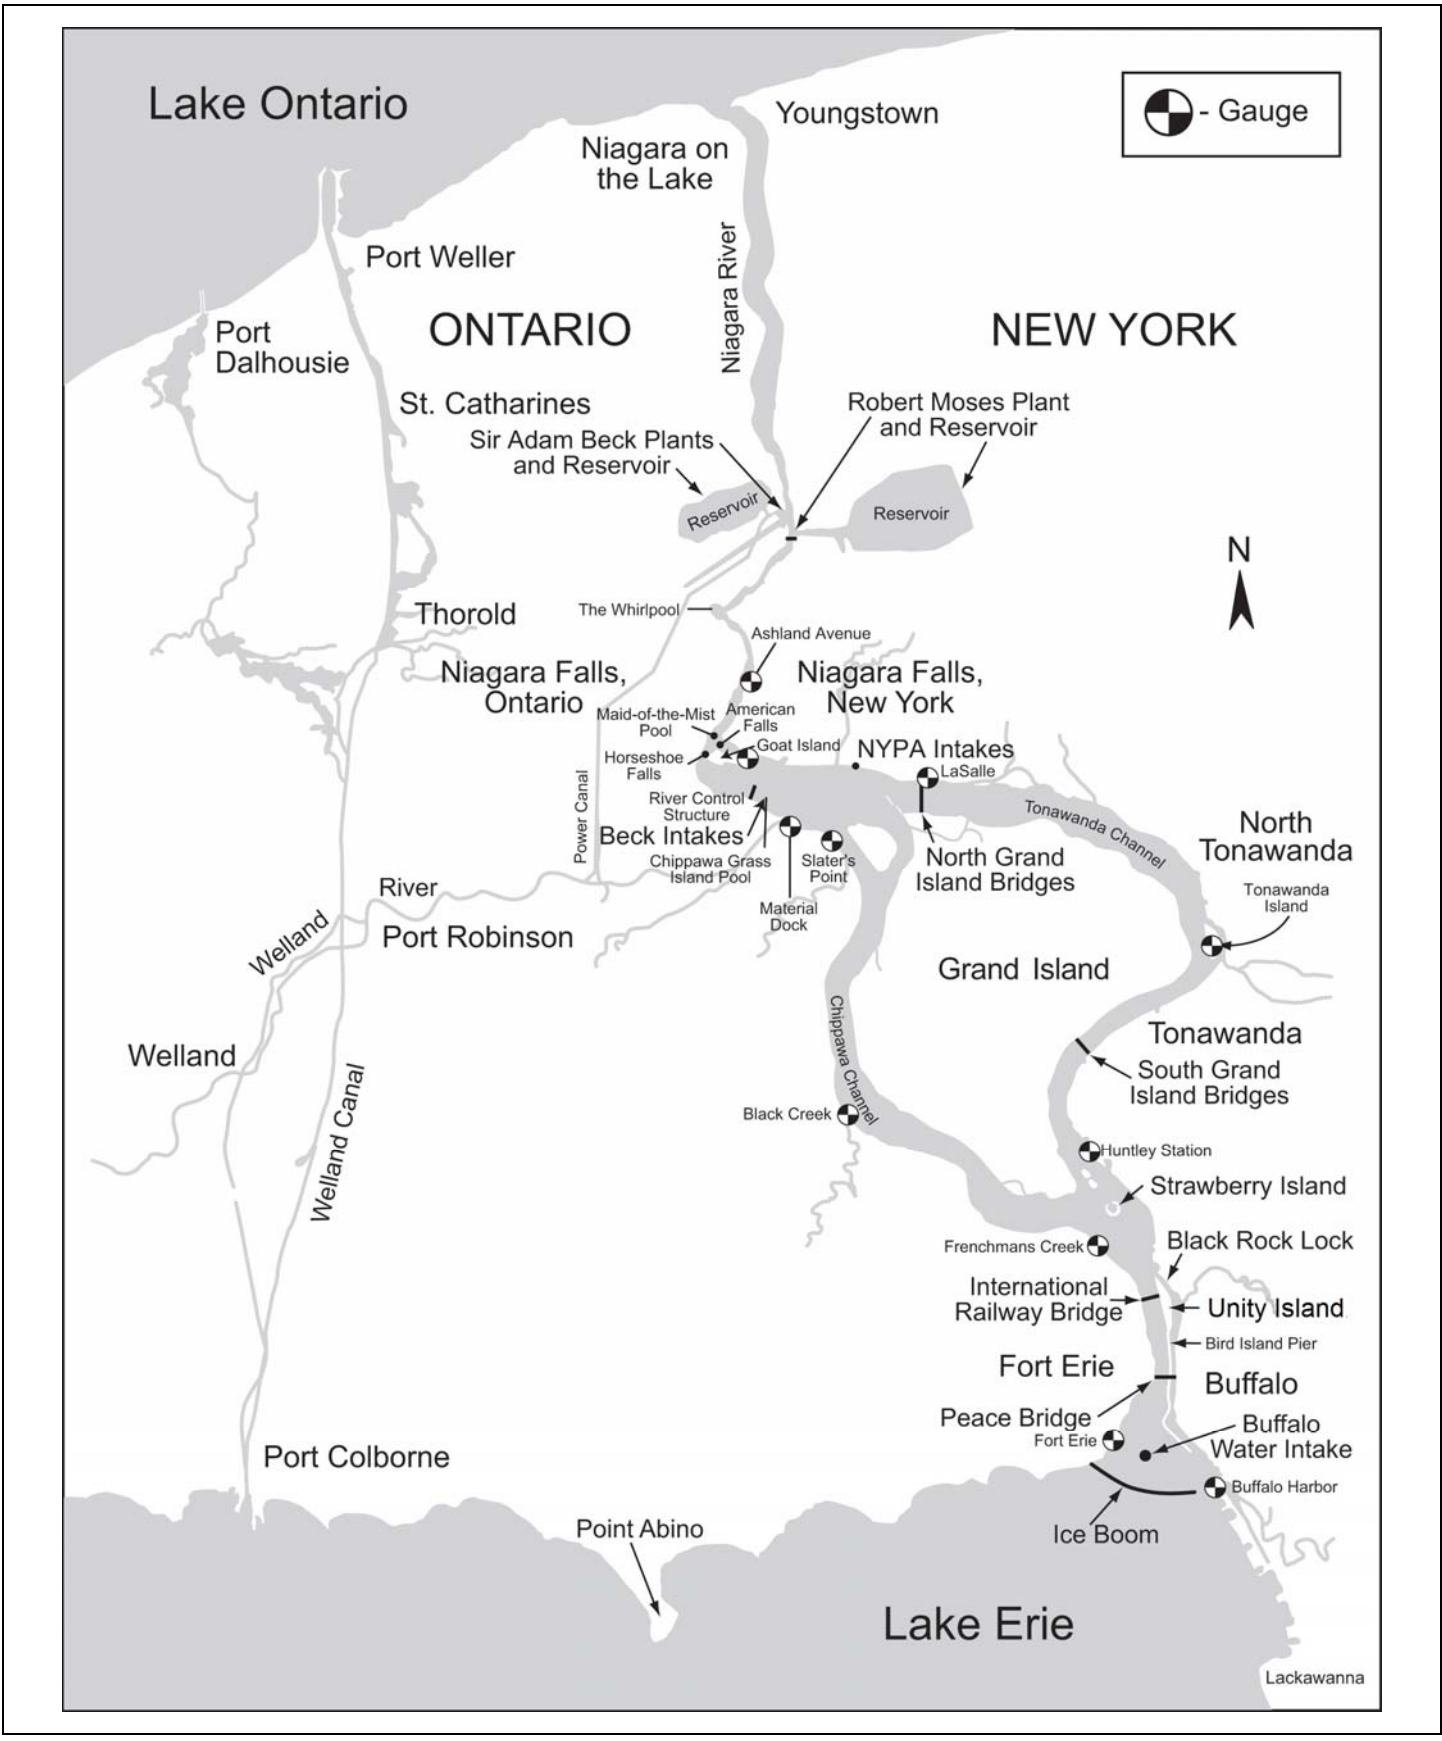 Lake Ontario
Youngstown
- Gauge
Niagara on
the Lake
Niagara River
Port Weller
ONTARIO
NEW YORK
Port
Dalhousie
St. Catharines
Robert Moses Plant
and Reservoir
Sir Adam Beck Plants
and Reservoir
Reservoir
Reservoir
N
The Whirlpool
Thorold
Ashland Avenue
Niagara Falls,
Ontario
Niagara Falls,
New York
Maid-of-the-Mist
Pool
American
Falls
Goat Island
Horseshoe
Falls
NYPA Intakes
LaSalle
River Control
Structure
Power Canal
Beck Intakes
Chippawa Grass
Island Pool
Slater's
Point
Material
Dock
North Grand
Island Bridges
Tonawanda Channel
North
Tonawanda
Tonawanda
Island
River
Welland
Port Robinson
Grand Island
Chippawa Channel
Welland
Welland Canal
Tonawanda
South Grand
Island Bridges
Black Creek
Huntley Station
Strawberry Island
Frenchmans Creek
Black Rock Lock
International
Railway Bridge
Unity Island
Bird Island Pier
Fort Erie
Buffalo
Peace Bridge
Fort Erie
Buffalo
Water Intake
Port Colborne
Buffalo Harbor
Ice Boom
Point Abino
Lake Erie
Lackawanna